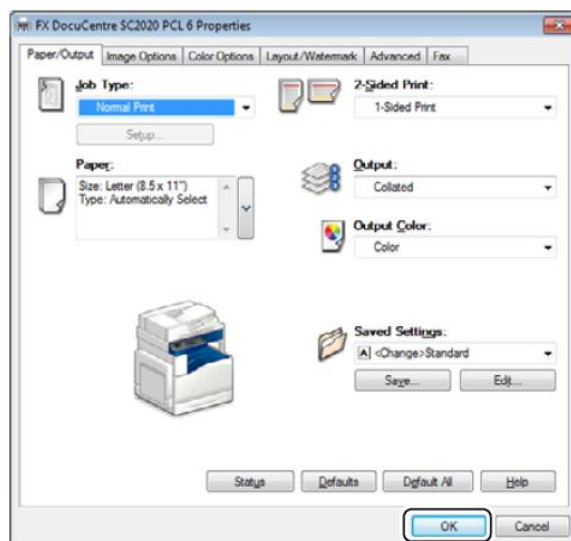 FX DocuCentre SC2020 PCL 6 Properties
Paper/Output Image Options Color Options Layout/Watermark Advanced Fax
Job Type:
Normal Print
Setup...
Paper:
Size: Letter (8.5 x 11")
Type: Automatically Select
2-Sided Print:
1-Sided Print
Output:
Collated
Output Color:
Color
Saved Settings:
A <Change>Standard
Save... Edit...
Status Defaults Default All Help
OK Cancel